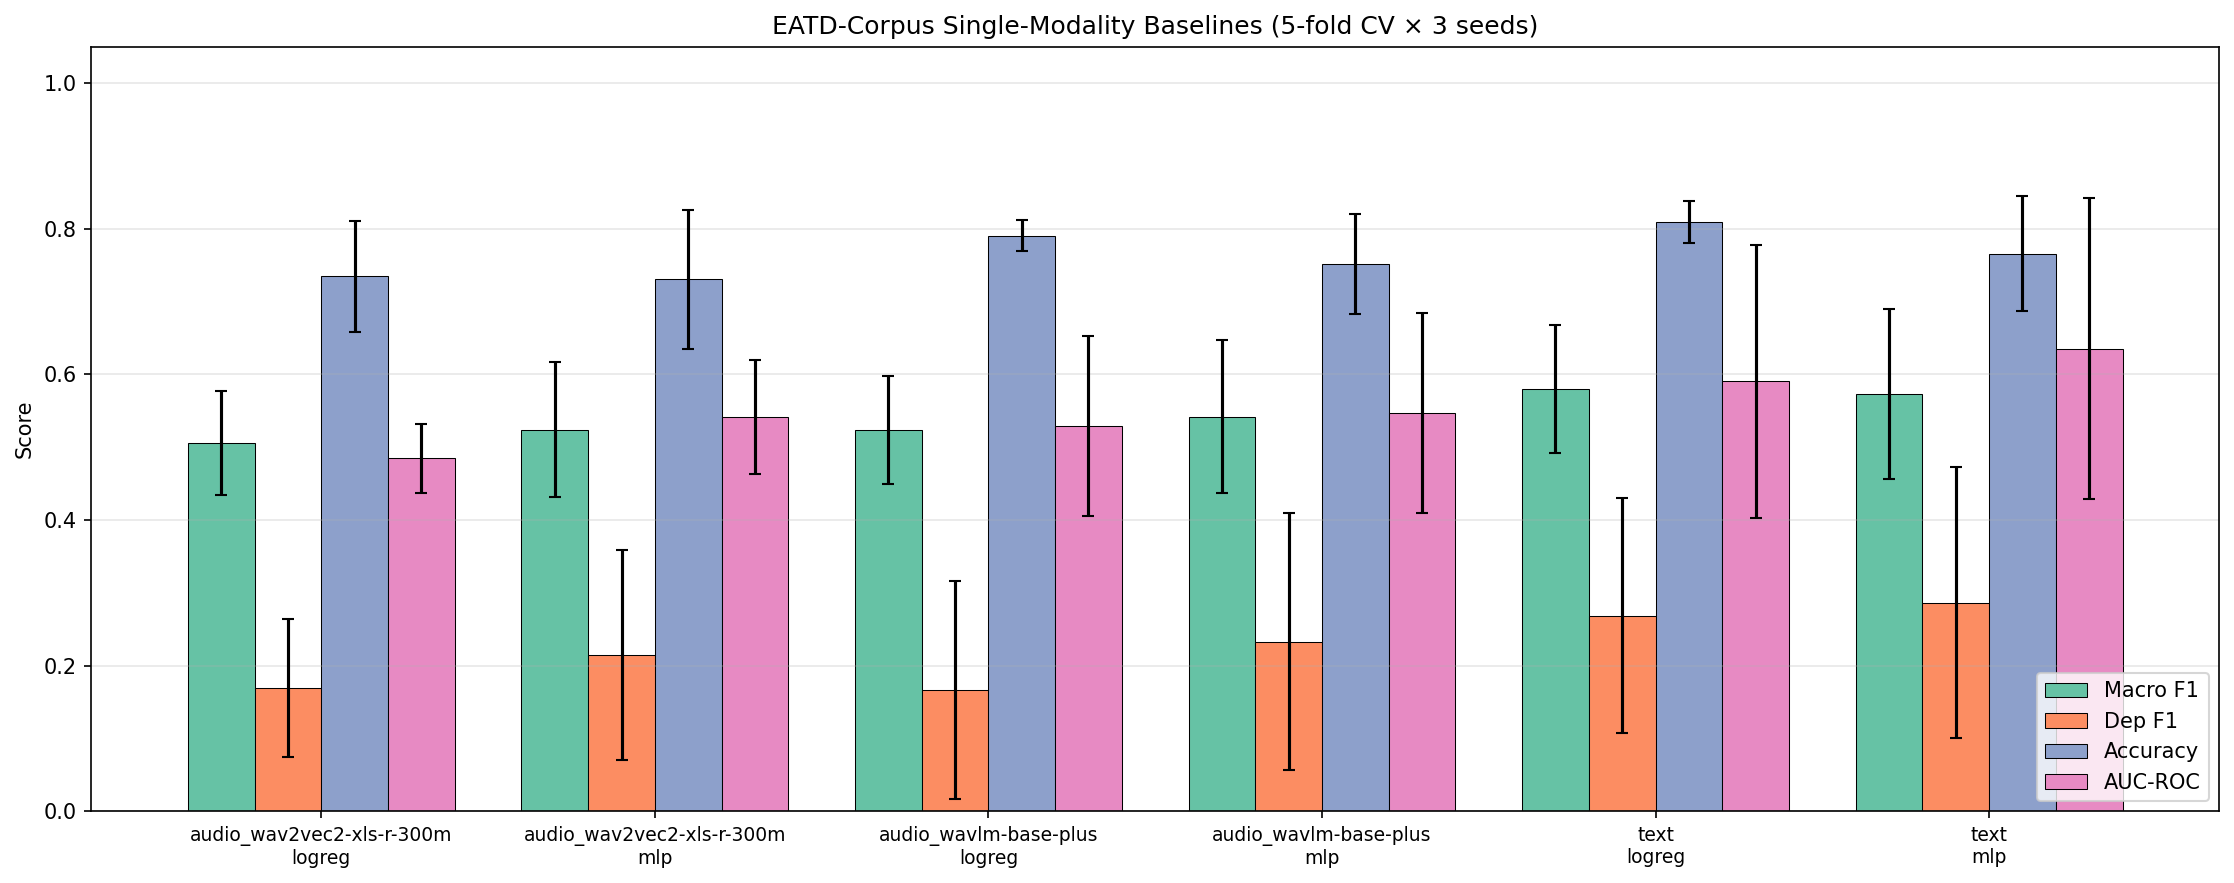 EATD-Corpus Single-Modality Baselines (5-fold CV × 3 seeds)
Score
1.0
0.8
0.6
0.4
0.2
0.0
audio_wav2vec2-xls-r-300m
logreg
audio_wav2vec2-xls-r-300m
mlp
audio_wavlm-base-plus
logreg
audio_wavlm-base-plus
mlp
text
logreg
text
mlp
Macro F1
Dep F1
Accuracy
AUC-ROC